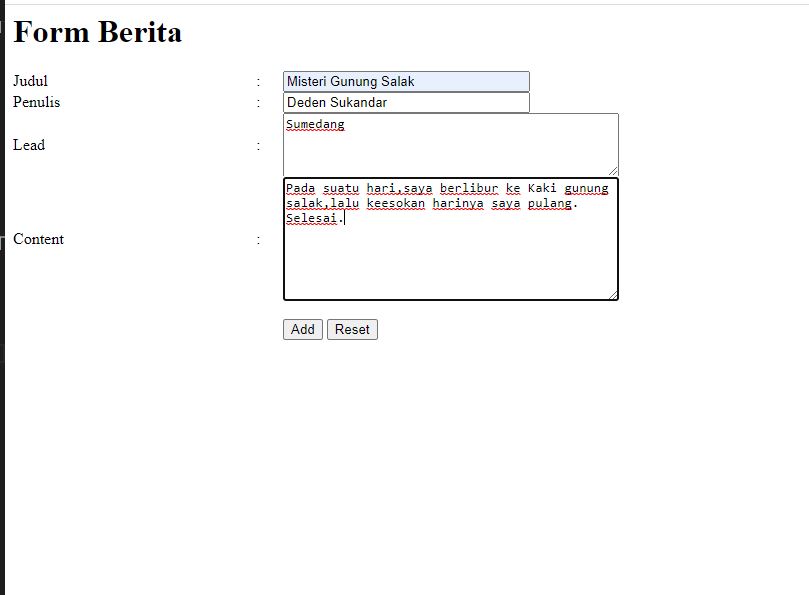 Form Berita
Judul : Misteri Gunung Salak
Penulis : Deden Sukandar
Lead : Sumedang
Content : Pada suatu hari,saya berlibur ke Kaki gunung
salak,lalu keesokan harinya saya pulang.
Selesai.
Add Reset